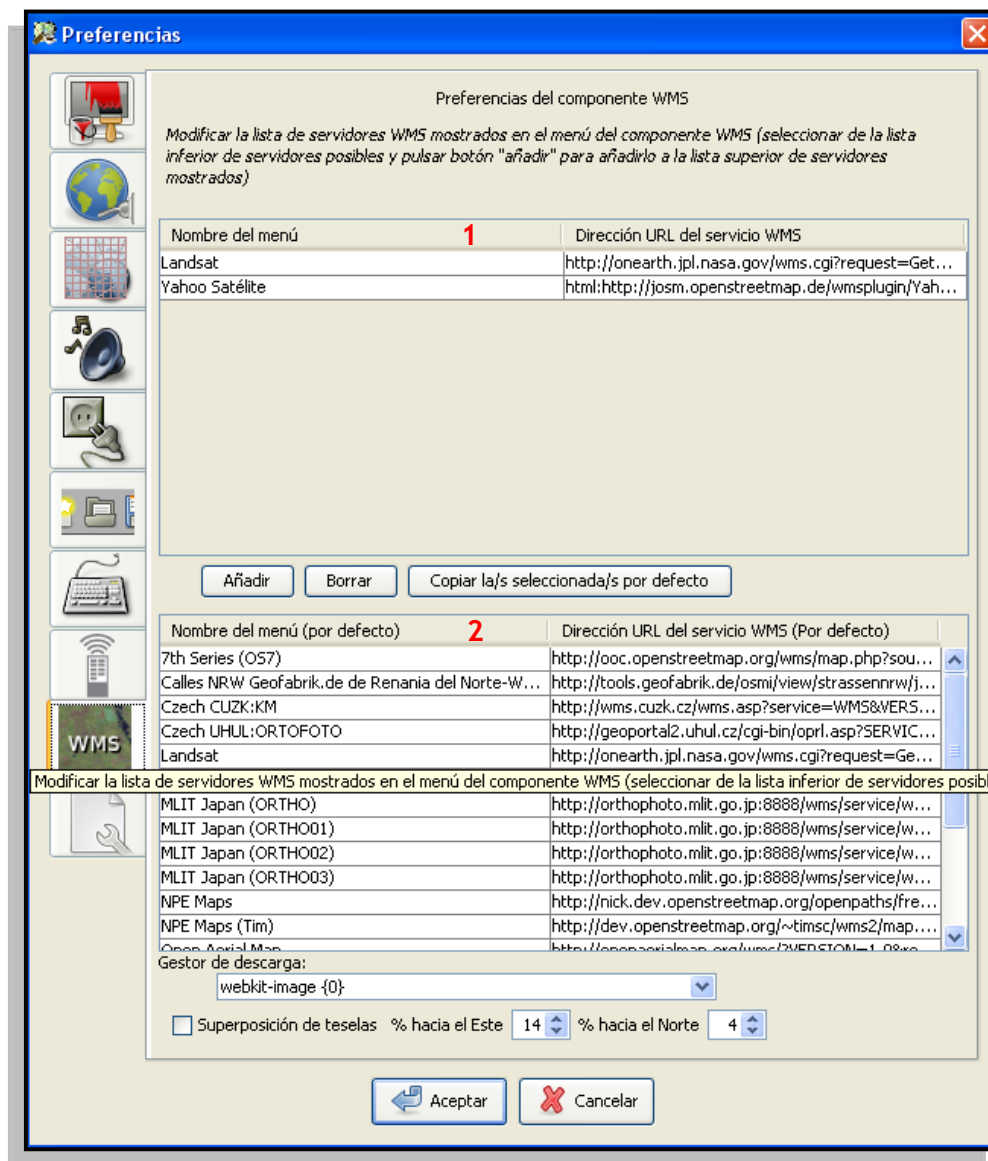 Preferencias
Preferencias del componente WMS
Modificar la lista de servidores WMS mostrados en el menú del componente WMS (seleccionar de la lista
inferior de servidores posibles y pulsar botón "añadir" para añadirlo a la lista superior de servidores
mostrados)
Nombre del menú 1 Dirección URL del servicio WMS
Landsat http://onearth.jpl.nasa.gov/wms.cgi?request=Get...
Yahoo Satélite html:http://josm.openstreetmap.de/wmsplugin/Yah...
Añadir Borrar Copiar la/s seleccionada/s por defecto
Nombre del menú (por defecto) 2 Dirección URL del servicio WMS (Por defecto)
7th Series (OS7) http://ooc.openstreetmap.org/wms/map.php?sou...
Calles NRW Geofabrik.de de Renania del Norte-W... http://tools.geofabrik.de/osmi/view/strassennrw/j...
Czech CUZK:KM http://wms.cuzk.cz/wms.asp?service=WMS&VERS...
Czech UHUL:ORTOFOTO http://geoportal2.uhul.cz/cgi-bin/oprl.asp?SERVIC...
WMS
Landsat http://onearth.jpl.nasa.gov/wms.cgi?request=Ge...
Modificar la lista de servidores WMS mostrados en el menú del componente WMS (seleccionar de la lista inferior de servidores posibl
MLIT Japan (ORTHO) http://orthophoto.mlit.go.jp:8888/wms/service/w...
MLIT Japan (ORTHO01) http://orthophoto.mlit.go.jp:8888/wms/service/w...
MLIT Japan (ORTHO02) http://orthophoto.mlit.go.jp:8888/wms/service/w...
MLIT Japan (ORTHO03) http://orthophoto.mlit.go.jp:8888/wms/service/w...
NPE Maps http://nick.dev.openstreetmap.org/openpaths/fre...
NPE Maps (Tim) http://dev.openstreetmap.org/~timsc/wms2/map....
Open Aerial Map http://openaerialmap.org/wms/?VERSION=1.0&re...
Gestor de descarga:
webkit-image {0}
Superposición de teselas % hacia el Este 14 % hacia el Norte 4
Aceptar Cancelar